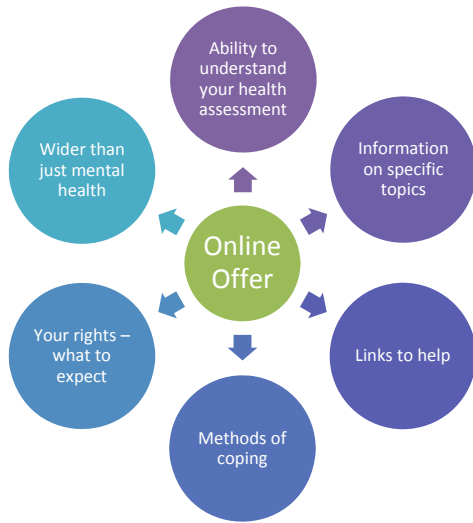 Ability to
understand
your health
assessment
Information
on specific
topics
Links to help
Methods of
coping
Your rights –
what to
expect
Wider than
just mental
health
Online
Offer